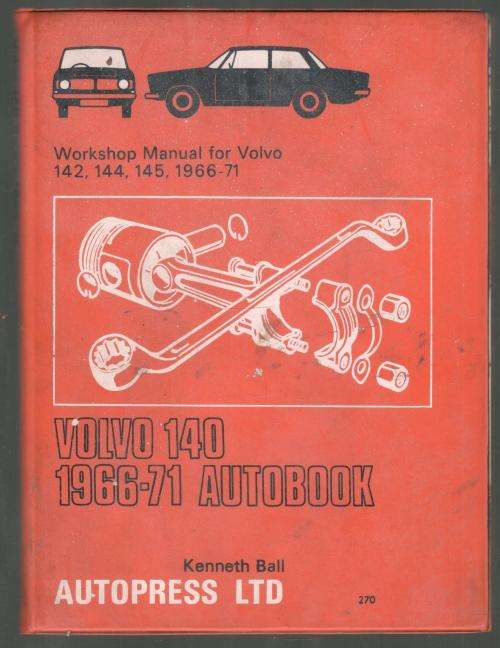 Workshop Manual for Volvo
142, 144, 145, 1966-71
VOLVO 140
1966-71 AUTOBOOK
Kenneth Ball
AUTOPRESS LTD
270